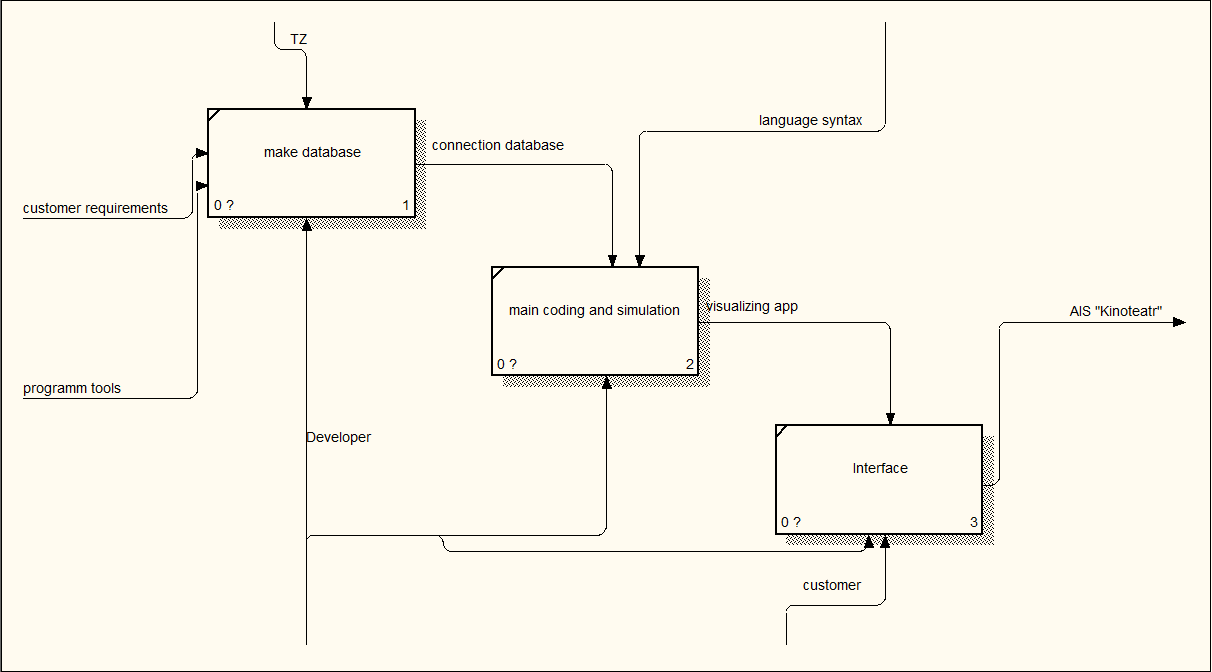 TZ
language syntax
make database
connection database
0 ? 1
customer requirements
main coding and simulation
visualizing app
AIS "Kinoteatr"
0 ? 2
programm tools
Developer
Interface
0 ? 3
customer